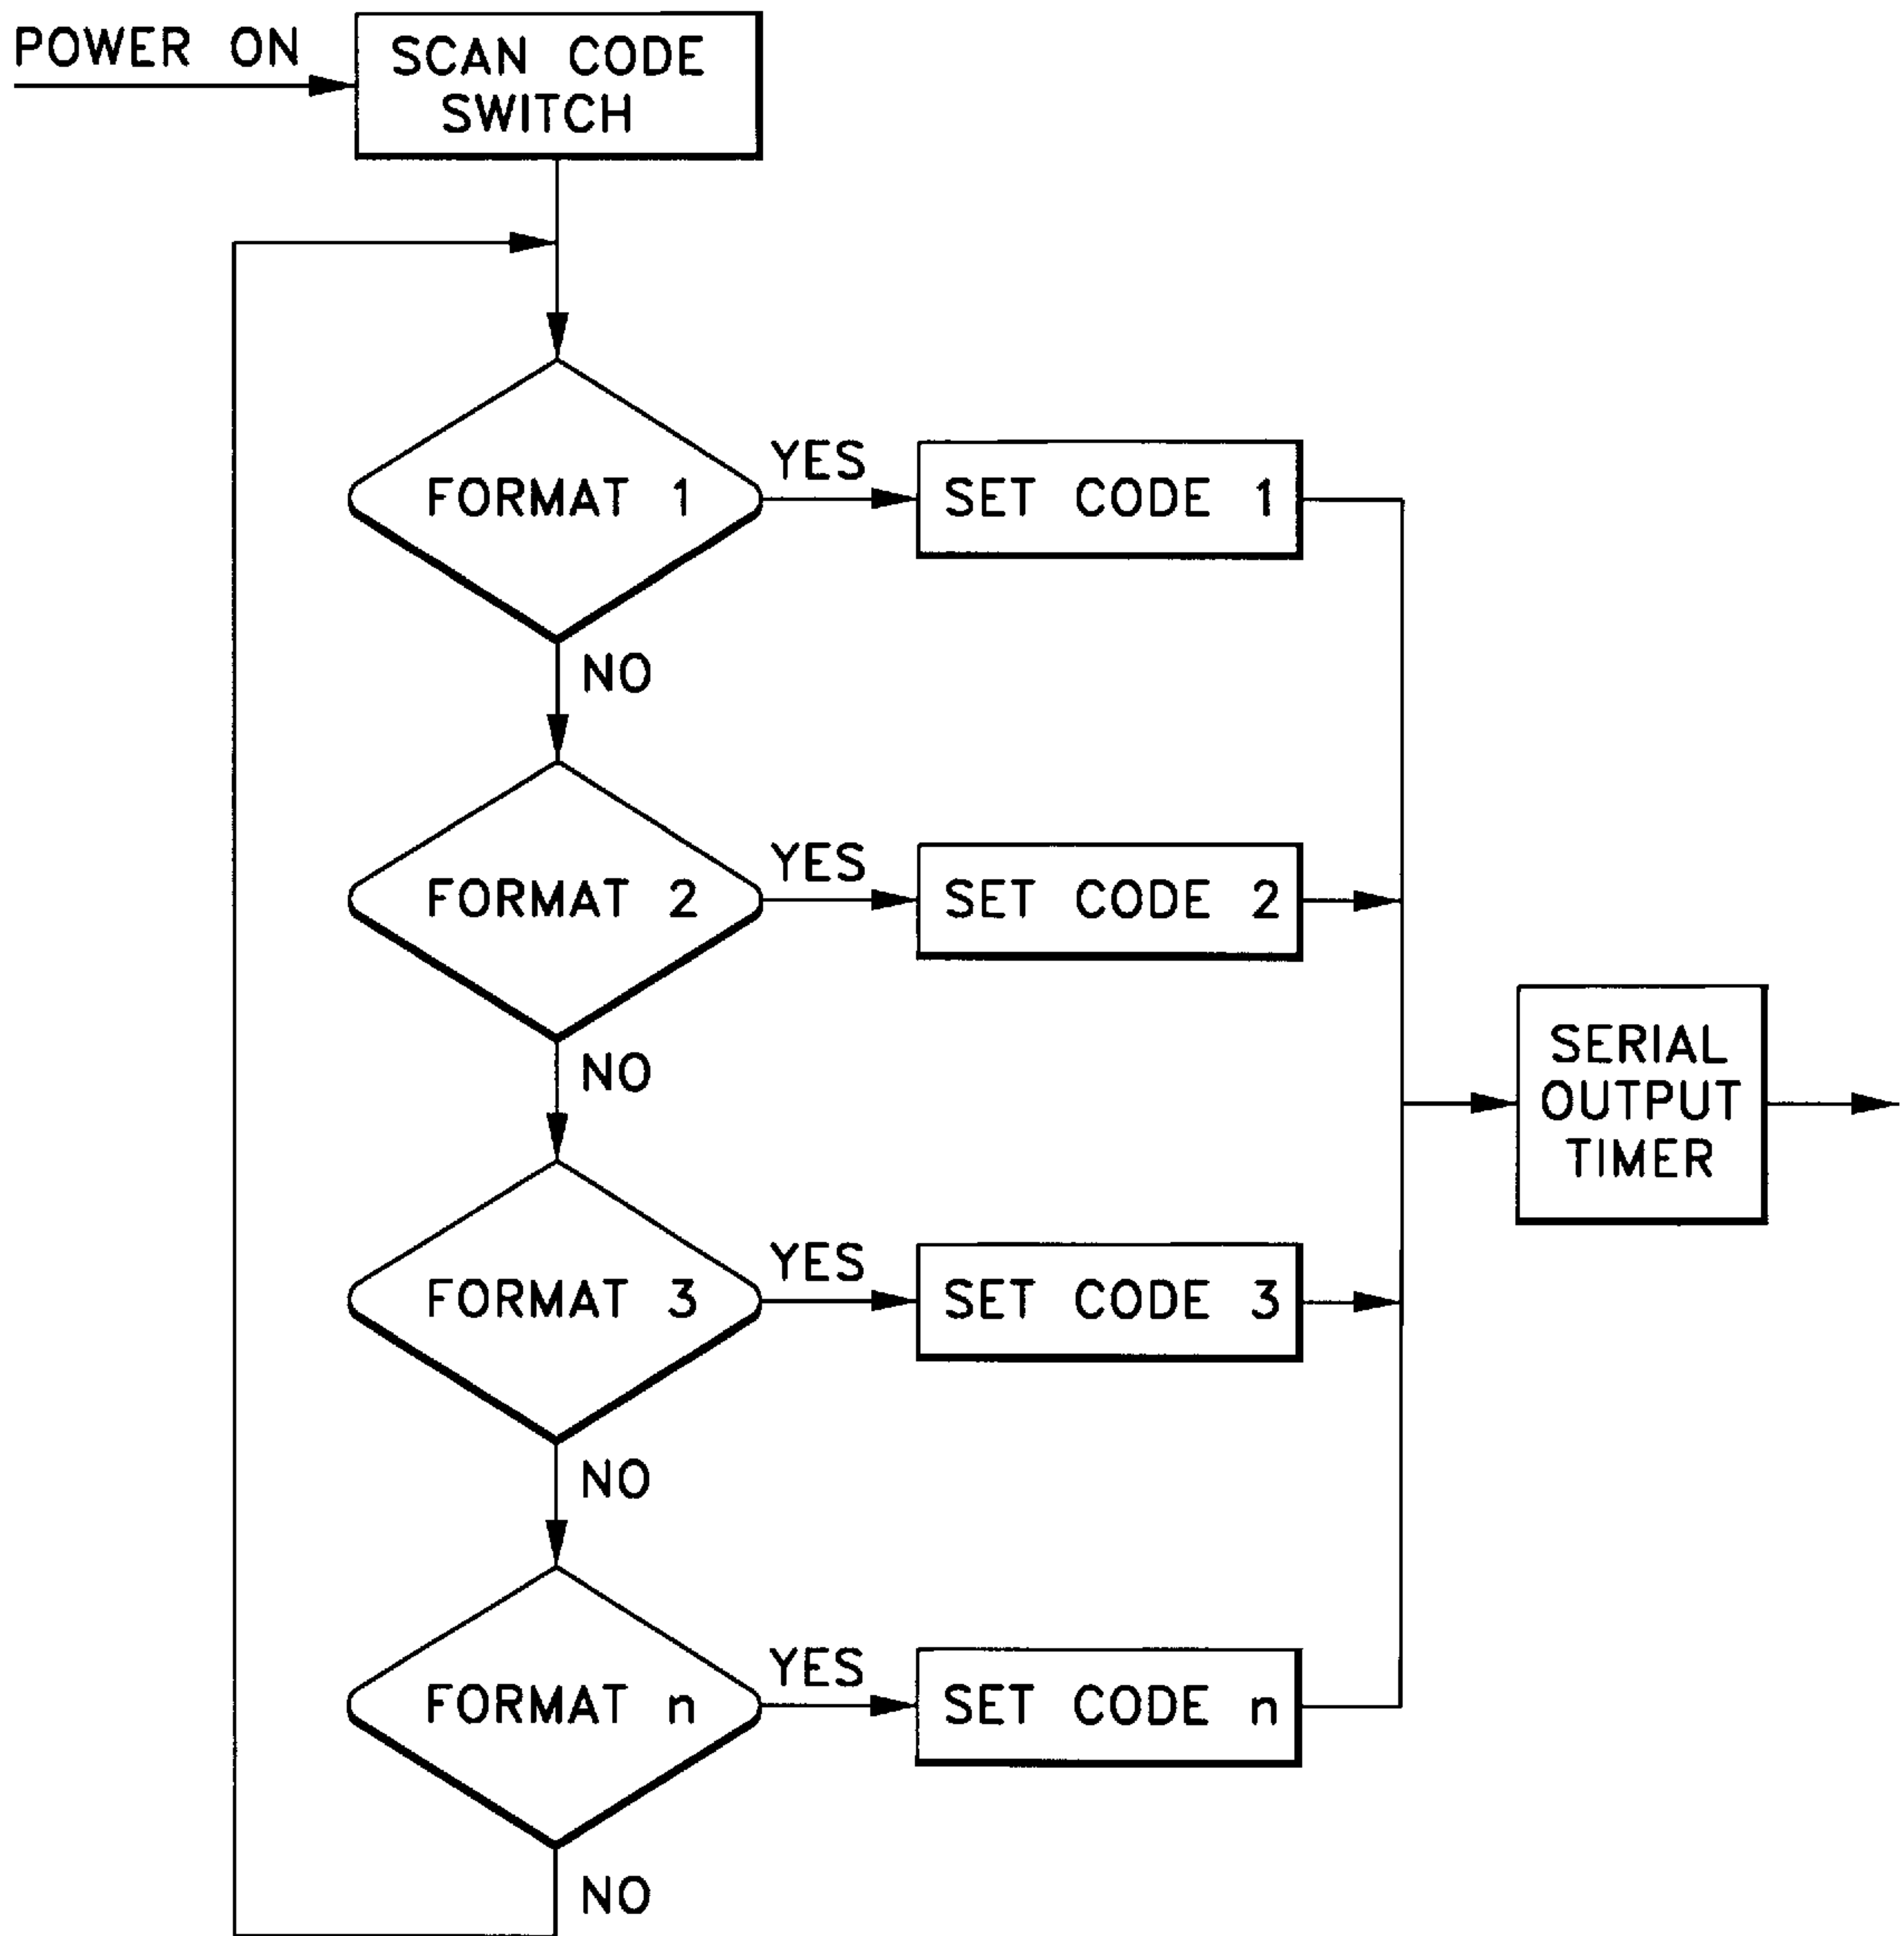 POWER ON
SCAN CODE
SWITCH
FORMAT 1
YES
SET CODE 1
NO
FORMAT 2
YES
SET CODE 2
NO
SERIAL
OUTPUT
TIMER
FORMAT 3
YES
SET CODE 3
NO
FORMAT n
YES
SET CODE n
NO